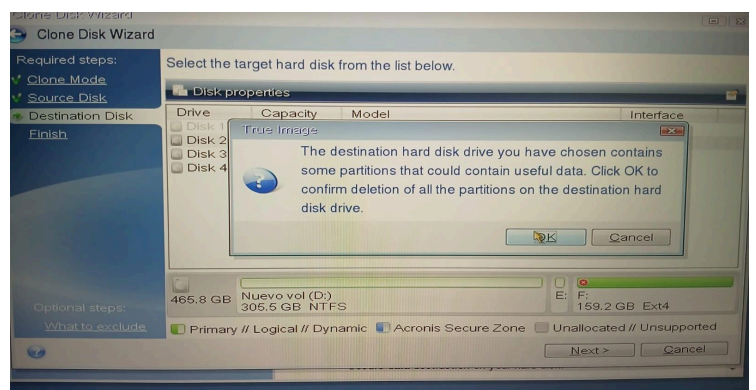 Clone Disk Wizard
Clone Disk Wizard
Required steps:
Clone Mode
Source Disk
Destination Disk
Finish
Optional steps:
What to exclude
Select the target hard disk from the list below.
Disk properties
Drive Capacity Model Interface
Disk 1
Disk 2
Disk 3
Disk 4
True Image
The destination hard disk drive you have chosen contains
some partitions that could contain useful data. Click OK to
confirm deletion of all the partitions on the destination hard
disk drive.
OK Cancel
465.8 GB
Nuevo vol (D:)
305.5 GB NTFS
E:
F:
159.2 GB Ext4
Primary // Logical // Dynamic Acronis Secure Zone Unallocated // Unsupported
Next > Cancel